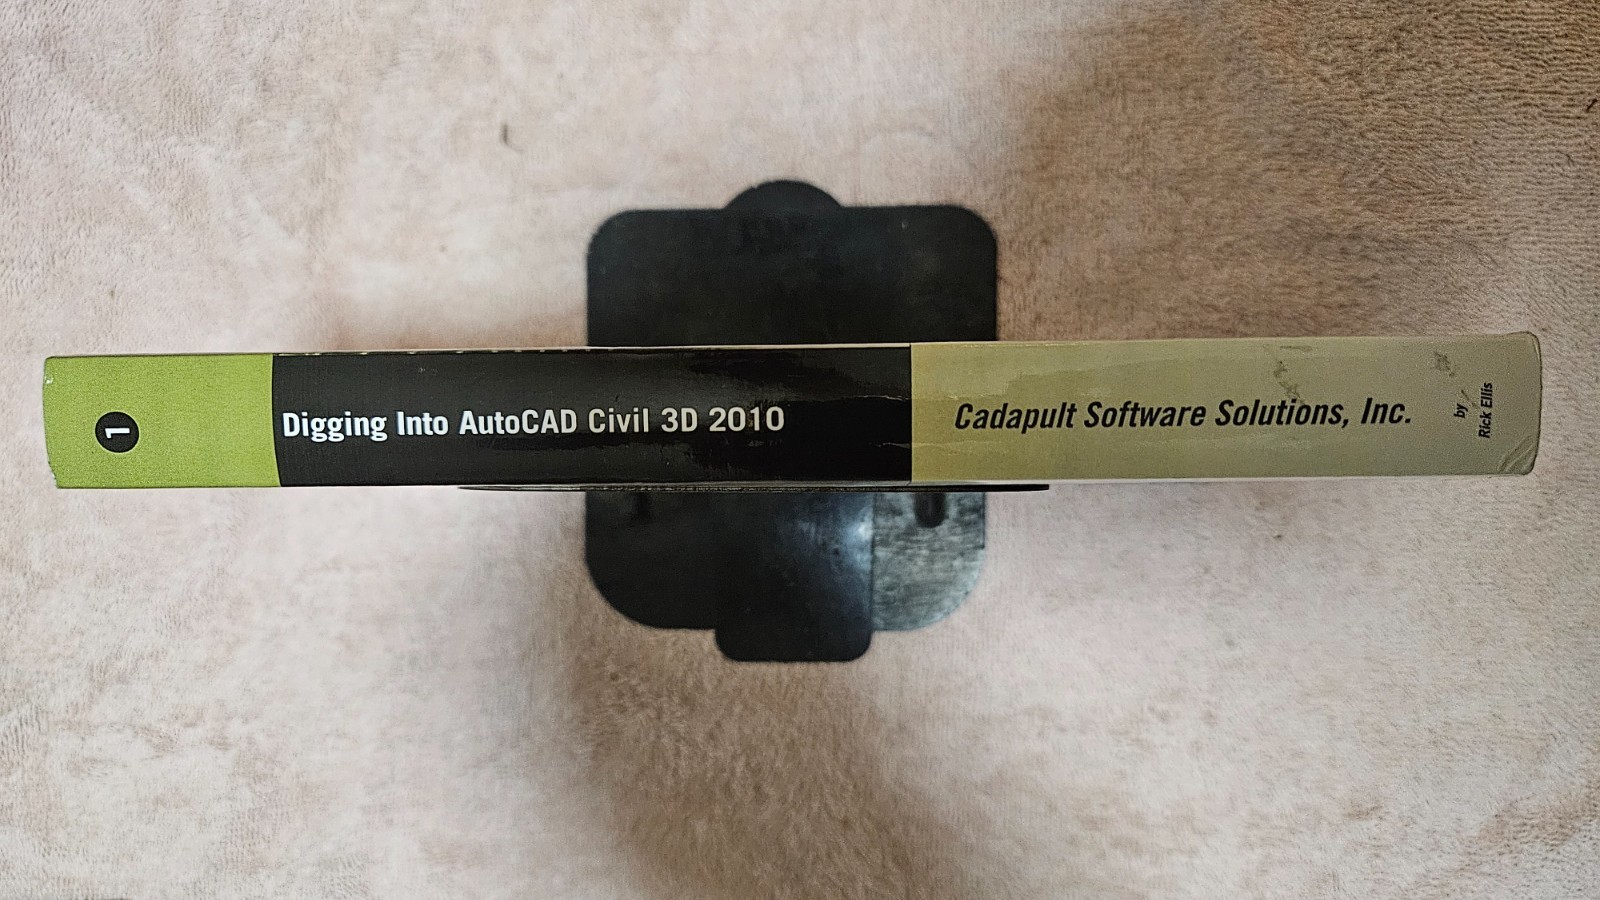 1
Digging Into AutoCAD Civil 3D 2010
Cadapult Software Solutions, Inc.
by
Rick Ellis